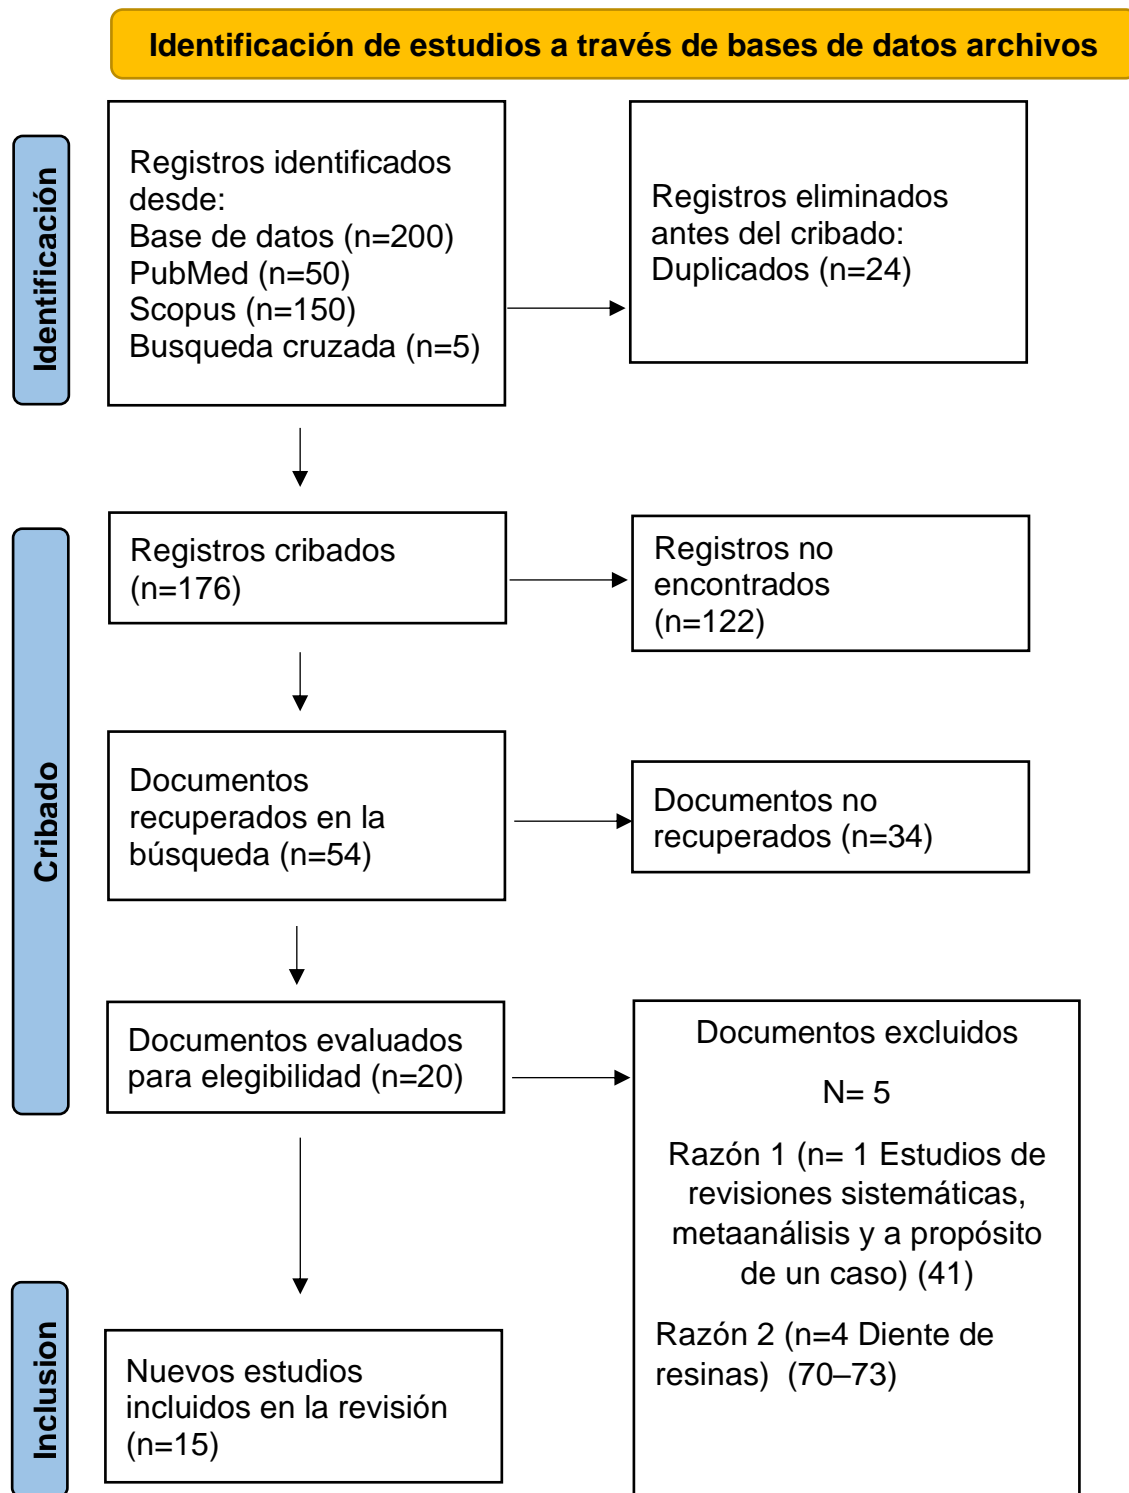 Identificación de estudios a través de bases de datos archivos
Identificación
Registros identificados
desde:
Base de datos (n=200)
PubMed (n=50)
Scopus (n=150)
Busqueda cruzada (n=5)
Registros eliminados
antes del cribado:
Duplicados (n=24)
Cribado
Registros cribados
(n=176)
Registros no
encontrados
(n=122)
Documentos
recuperados en la
búsqueda (n=54)
Documentos no
recuperados (n=34)
Documentos evaluados
para elegibilidad (n=20)
Documentos excluidos
N= 5
Razón 1 (n= 1 Estudios de
revisiones sistemáticas,
metaanálisis y a propósito
de un caso) (41)
Razón 2 (n=4 Diente de
resinas)  (70–73)
Inclusion
Nuevos estudios
incluidos en la revisión
(n=15)